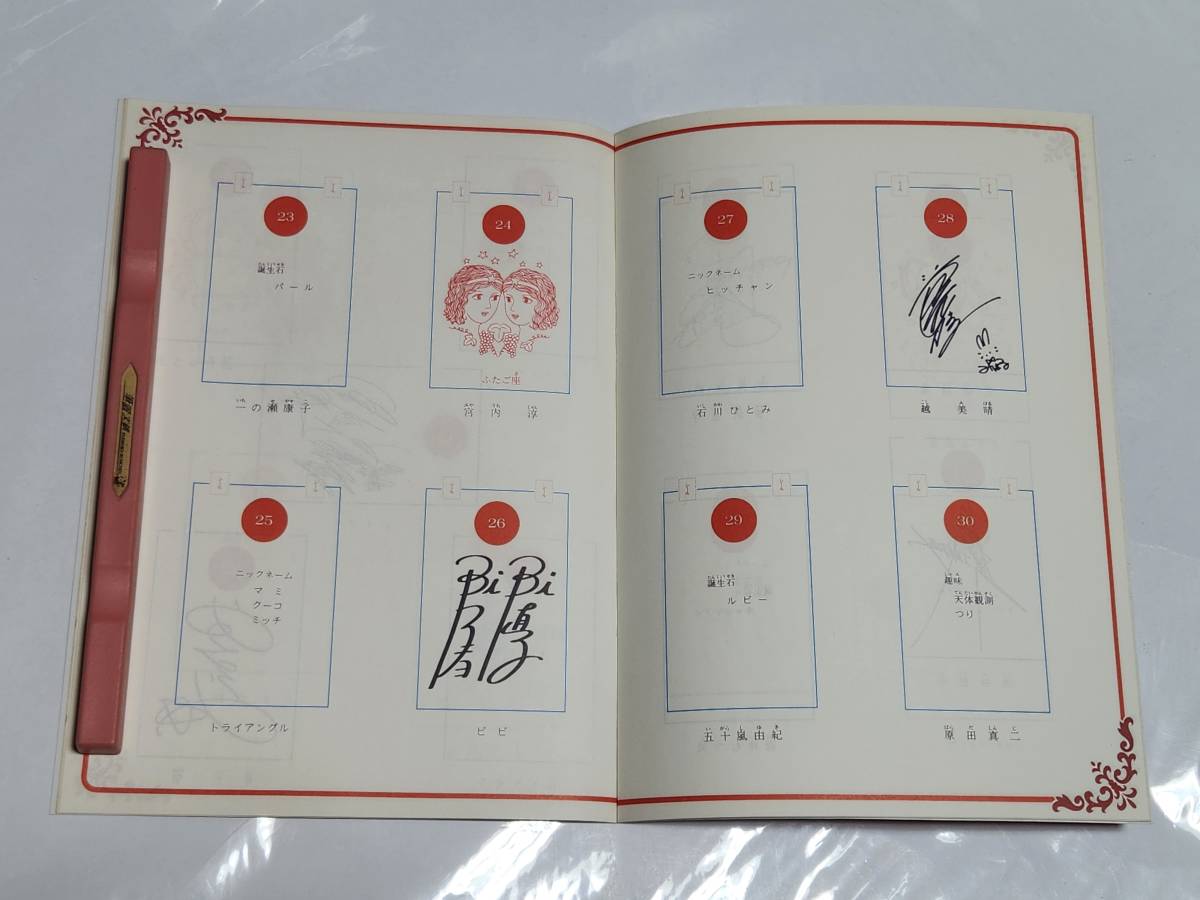 23
誕生石
パール
一の瀬康子
24
ふたご座
宮内淳
25
ニックネーム
マミ
クーコ
ミッチ
トライアングル
26
BiBi
ビビ
27
ニックネーム
ヒッチャン
石川ひとみ
28
越美晴
29
誕生石
ルビー
五十嵐由紀
30
趣味
天体観測
つり
原田真二